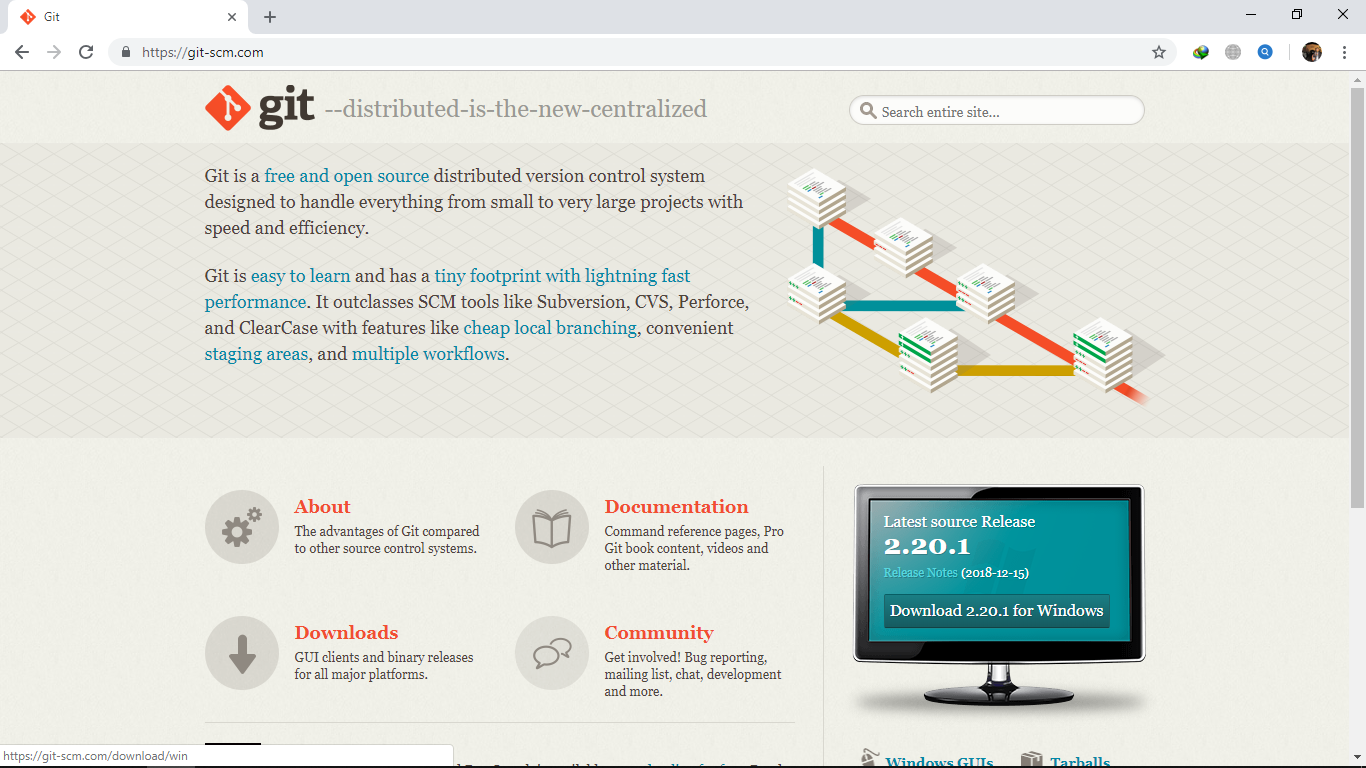 Git
https://git-scm.com
git --distributed-is-the-new-centralized
Search entire site...
Git is a free and open source distributed version control system
designed to handle everything from small to very large projects with
speed and efficiency.
Git is easy to learn and has a tiny footprint with lightning fast
performance. It outclasses SCM tools like Subversion, CVS, Perforce,
and ClearCase with features like cheap local branching, convenient
staging areas, and multiple workflows.
About
The advantages of Git compared
to other source control systems.
Documentation
Command reference pages, Pro
Git book content, videos and
other material.
Downloads
GUI clients and binary releases
for all major platforms.
Community
Get involved! Bug reporting,
mailing list, chat, development
and more.
Latest source Release
2.20.1
Release Notes (2018-12-15)
Download 2.20.1 for Windows
Windows GUIs
Tarballs
https://git-scm.com/download/win